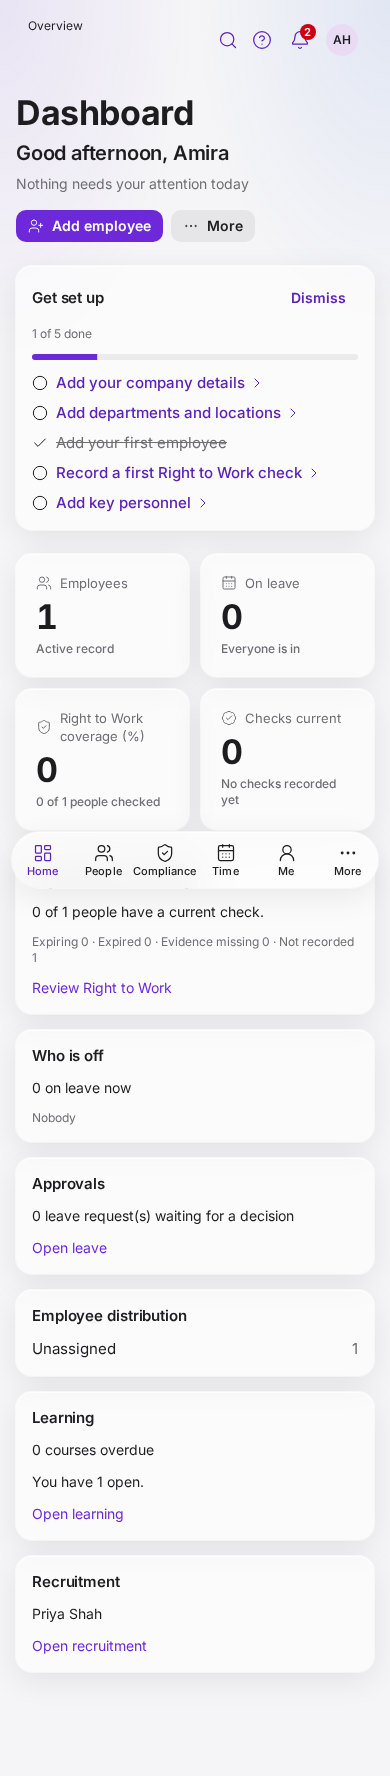 Overview
2
AH
Dashboard
Good afternoon, Amira
Nothing needs your attention today
Add employee
More
Get set up
Dismiss
1 of 5 done
Add your company details
Add departments and locations
Add your first employee
Record a first Right to Work check
Add key personnel
Employees
1
Active record
On leave
0
Everyone is in
Right to Work
coverage (%)
0
0 of 1 people checked
Checks current
0
No checks recorded
yet
Home
People
Compliance
Time
Me
More
0 of 1 people have a current check.
Expiring 0 · Expired 0 · Evidence missing 0 · Not recorded
1
Review Right to Work
Who is off
0 on leave now
Nobody
Approvals
0 leave request(s) waiting for a decision
Open leave
Employee distribution
Unassigned 1
Learning
0 courses overdue
You have 1 open.
Open learning
Recruitment
Priya Shah
Open recruitment